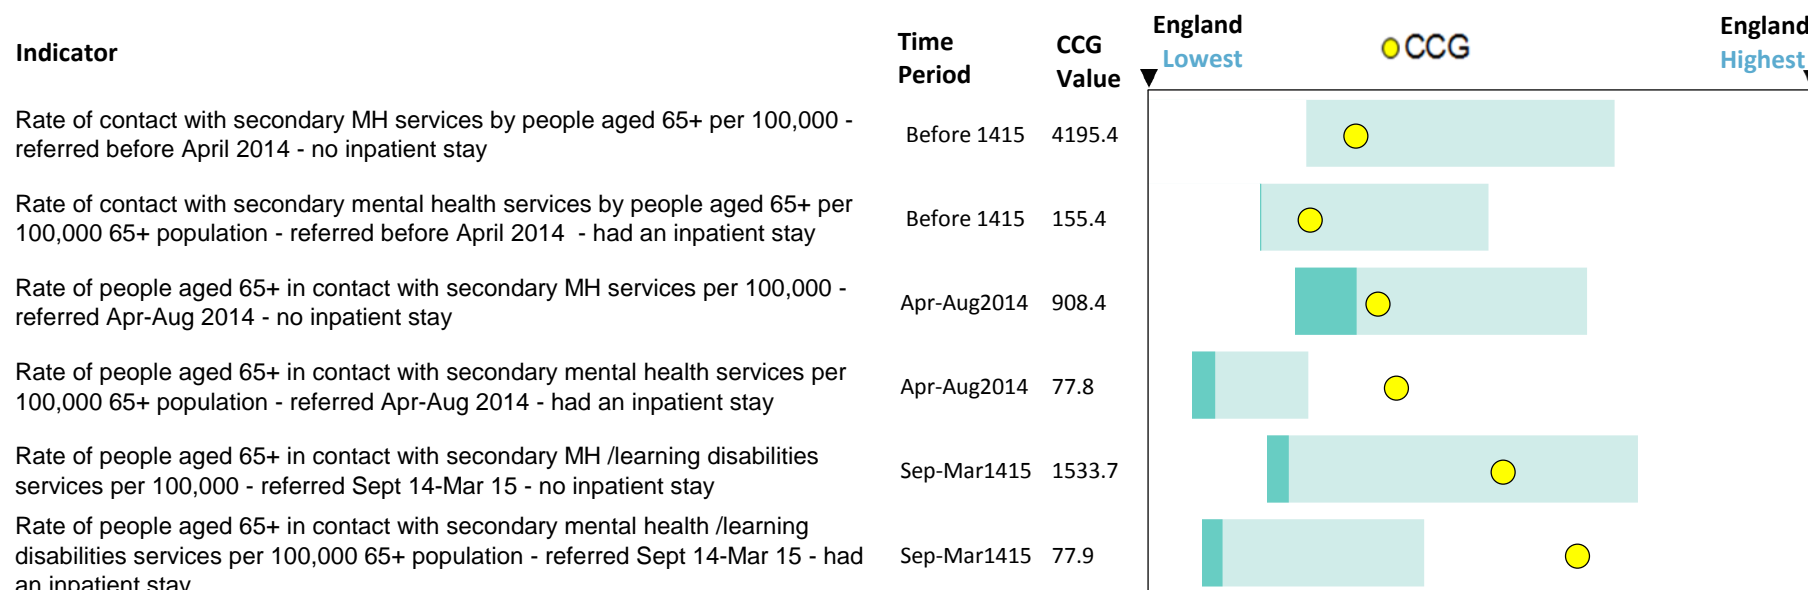 Indicator
Time Period
CCG Value
England Lowest
CCG
England Highest
Rate of contact with secondary MH services by people aged 65+ per 100,000 -
referred before April 2014 - no inpatient stay
Before 1415 4195.4
Rate of contact with secondary mental health services by people aged 65+ per
100,000 65+ population - referred before April 2014 - had an inpatient stay
Before 1415 155.4
Rate of people aged 65+ in contact with secondary MH services per 100,000 -
referred Apr-Aug 2014 - no inpatient stay
Apr-Aug2014 908.4
Rate of people aged 65+ in contact with secondary mental health services per
100,000 65+ population - referred Apr-Aug 2014 - had an inpatient stay
Apr-Aug2014 77.8
Rate of people aged 65+ in contact with secondary MH /learning disabilities
services per 100,000 - referred Sept 14-Mar 15 - no inpatient stay
Sep-Mar1415 1533.7
Rate of people aged 65+ in contact with secondary mental health /learning
disabilities services per 100,000 65+ population - referred Sept 14-Mar 15 - had
an inpatient stay
Sep-Mar1415 77.9